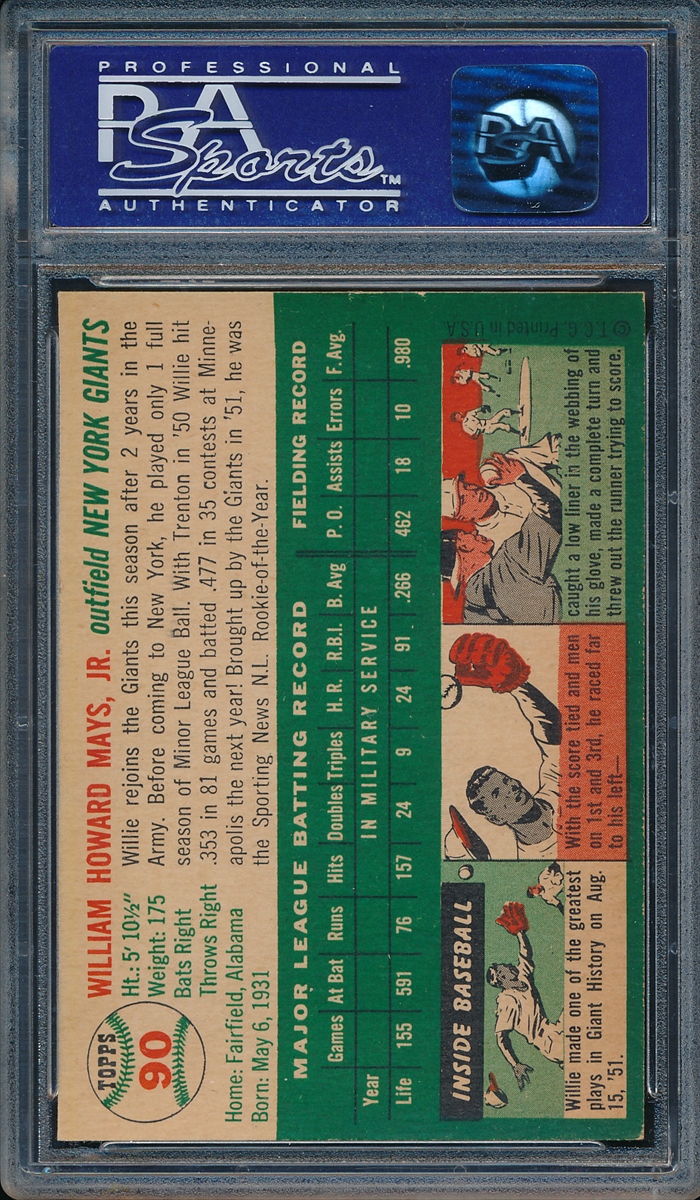 PROFESSIONAL
PSA
Sports™
AUTHENTICATOR
PSA
TOPPS
90
WILLIAM HOWARD MAYS, JR. outfield NEW YORK GIANTS
Ht.: 5' 10½"
Weight: 175
Bats Right
Throws Right
Home: Fairfield, Alabama
Born: May 6, 1931
Willie rejoins the Giants this season after 2 years in the
Army. Before coming to New York, he played only 1 full
season of Minor League Ball. With Trenton in '50 Willie hit
.353 in 81 games and batted .477 in 35 contests at Minne-
apolis the next year! Brought up by the Giants in '51, he was
the Sporting News N.L. Rookie-of-the-Year.
MAJOR LEAGUE BATTING RECORD FIELDING RECORD
Games At Bat Runs Hits Doubles Triples H.R. R.B.I. B. Avg P.O. Assists Errors F. Avg.
Year IN MILITARY SERVICE
Life 155 591 76 157 24 9 24 91 .266 462 18 10 .980
INSIDE BASEBALL
Willie made one of the greatest
plays in Giant History on Aug.
15, '51.
With the score tied and men
on 1st and 3rd, he raced far
to his left—
caught a low liner in the webbing of
his glove, made a complete turn and
threw out the runner trying to score.
© T. C. G. Printed in U.S.A.